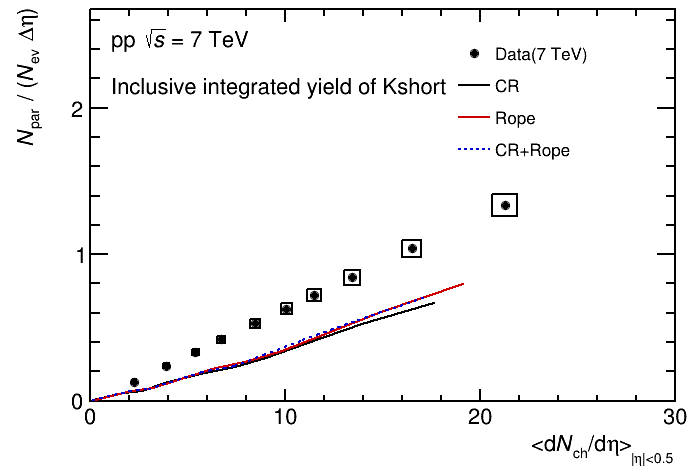 N_par / (N_ev Δη)
pp √s = 7 TeV
Inclusive integrated yield of Kshort
Data(7 TeV)
CR
Rope
CR+Rope
2
1
0
0 10 20 30
<dN_ch/dη>_|η|<0.5